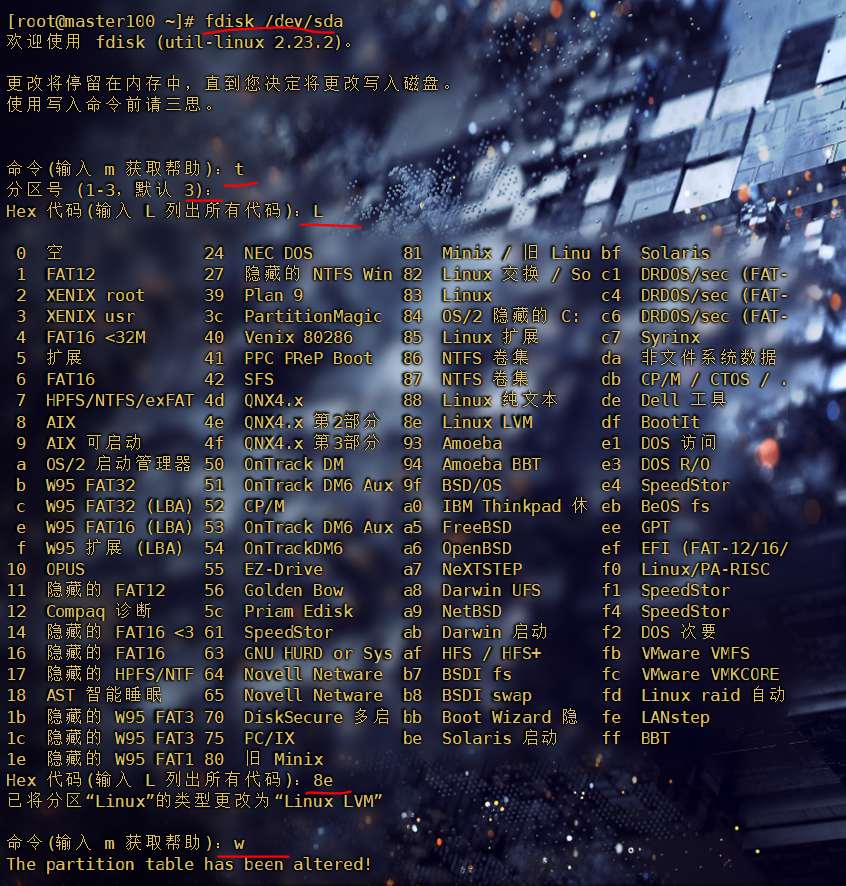 [root@master100 ~]# fdisk /dev/sda
欢迎使用 fdisk (util-linux 2.23.2)。
更改将停留在内存中，直到您决定将更改写入磁盘。
使用写入命令前请三思。
命令(输入 m 获取帮助)：t
分区号 (1-3，默认 3)：
Hex 代码(输入 L 列出所有代码)：L
0 空 24 NEC DOS 81 Minix / 旧 Linu bf Solaris
1 FAT12 27 隐藏的 NTFS Win 82 Linux 交换 / So c1 DRDOS/sec (FAT-
2 XENIX root 39 Plan 9 83 Linux c4 DRDOS/sec (FAT-
3 XENIX usr 3c PartitionMagic 84 OS/2 隐藏的 C: c6 DRDOS/sec (FAT-
4 FAT16 <32M 40 Venix 80286 85 Linux 扩展 c7 Syrinx
5 扩展 41 PPC PReP Boot 86 NTFS 卷集 da 非文件系统数据
6 FAT16 42 SFS 87 NTFS 卷集 db CP/M / CTOS / .
7 HPFS/NTFS/exFAT 4d QNX4.x 88 Linux 纯文本 de Dell 工具
8 AIX 4e QNX4.x 第2部分 8e Linux LVM df BootIt
9 AIX 可启动 4f QNX4.x 第3部分 93 Amoeba e1 DOS 访问
a OS/2 启动管理器 50 OnTrack DM 94 Amoeba BBT e3 DOS R/O
b W95 FAT32 51 OnTrack DM6 Aux 9f BSD/OS e4 SpeedStor
c W95 FAT32 (LBA) 52 CP/M a0 IBM Thinkpad 休 eb BeOS fs
e W95 FAT16 (LBA) 53 OnTrack DM6 Aux a5 FreeBSD ee GPT
f W95 扩展 (LBA) 54 OnTrackDM6 a6 OpenBSD ef EFI (FAT-12/16/
10 OPUS 55 EZ-Drive a7 NeXTSTEP f0 Linux/PA-RISC
11 隐藏的 FAT12 56 Golden Bow a8 Darwin UFS f1 SpeedStor
12 Compaq 诊断 5c Priam Edisk a9 NetBSD f4 SpeedStor
14 隐藏的 FAT16 <3 61 SpeedStor ab Darwin 启动 f2 DOS 次要
16 隐藏的 FAT16 63 GNU HURD or Sys af HFS / HFS+ fb VMware VMFS
17 隐藏的 HPFS/NTF 64 Novell Netware b7 BSDI fs fc VMware VMKCORE
18 AST 智能睡眠 65 Novell Netware b8 BSDI swap fd Linux raid 自动
1b 隐藏的 W95 FAT3 70 DiskSecure 多启 bb Boot Wizard 隐 fe LANstep
1c 隐藏的 W95 FAT3 75 PC/IX be Solaris 启动 ff BBT
1e 隐藏的 W95 FAT1 80 旧 Minix
Hex 代码(输入 L 列出所有代码)：8e
已将分区“Linux”的类型更改为“Linux LVM”
命令(输入 m 获取帮助)：w
The partition table has been altered!